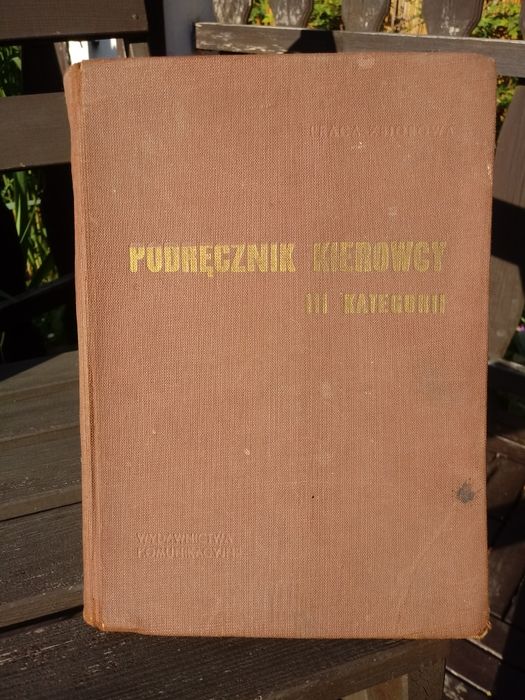 PRACA ZBIOROWA
PODRĘCZNIK KIEROWCY
III KATEGORII
WYDAWNICTWA
KOMUNIKACYJNE